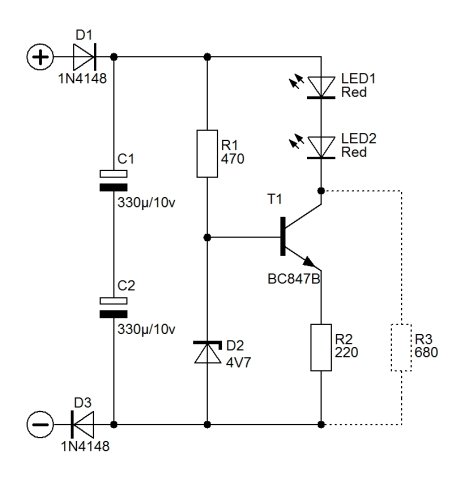 D1
1N4148
LED1
Red
LED2
Red
R1
470
C1
330µ/10v
T1
BC847B
C2
330µ/10v
D2
4V7
R2
220
R3
680
D3
1N4148